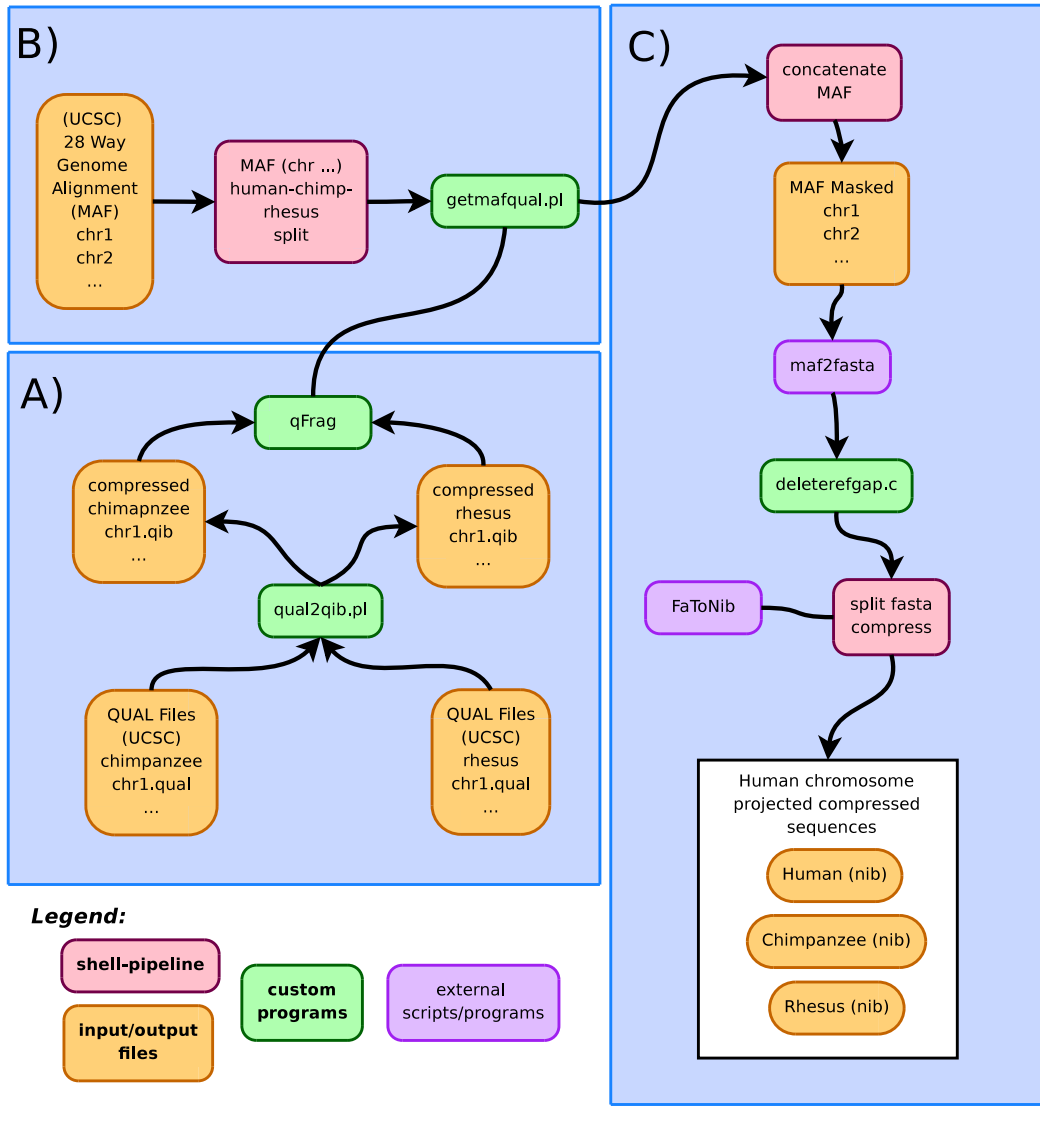 B)
(UCSC)
28 Way
Genome
Alignment
(MAF)
chr1
chr2
...
MAF (chr ...)
human-chimp-
rhesus
split
getmafqual.pl
A)
qFrag
compressed
chimapnzee
chr1.qib
...
compressed
rhesus
chr1.qib
...
qual2qib.pl
QUAL Files
(UCSC)
chimpanzee
chr1.qual
...
QUAL Files
(UCSC)
rhesus
chr1.qual
...
C)
concatenate
MAF
MAF Masked
chr1
chr2
...
maf2fasta
deleterefgap.c
FaToNib
split fasta
compress
Human chromosome
projected compressed
sequences
Human (nib)
Chimpanzee (nib)
Rhesus (nib)
Legend:
shell-pipeline
input/output
files
custom
programs
external
scripts/programs